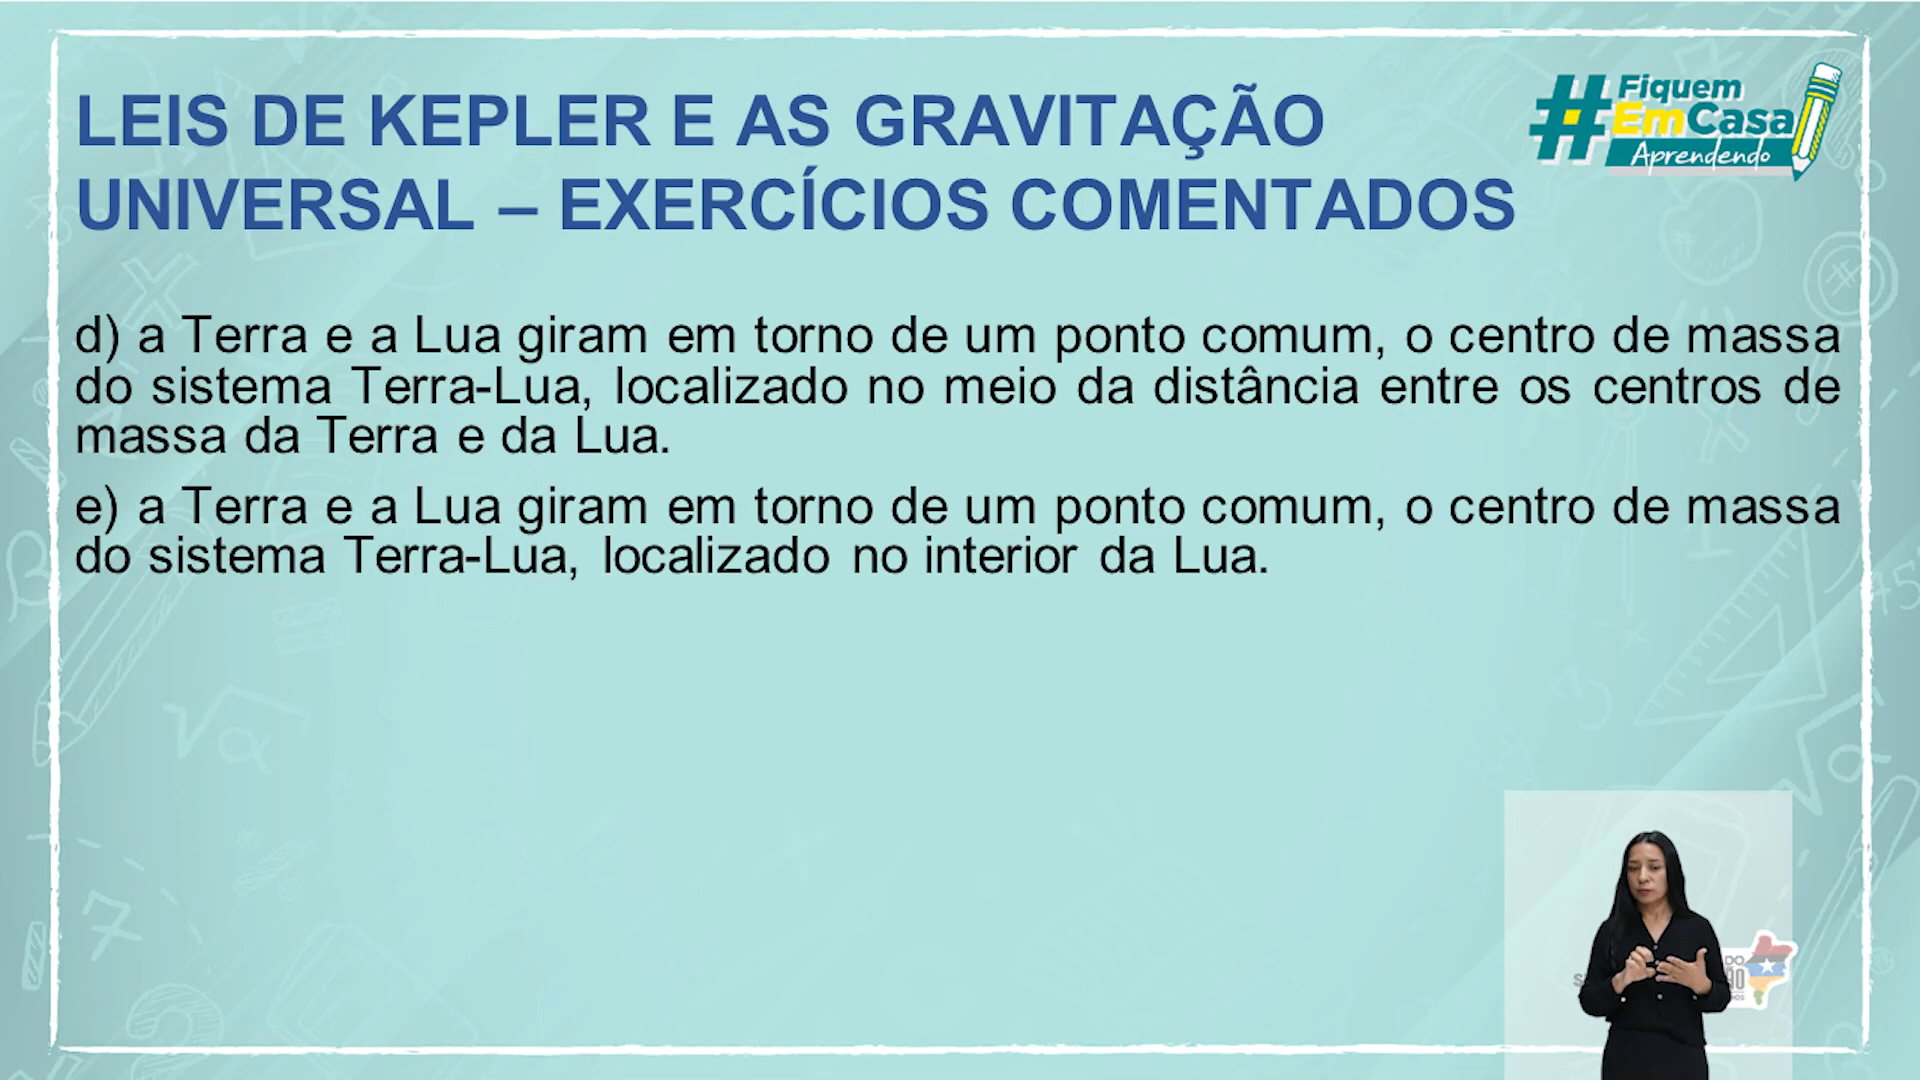 LEIS DE KEPLER E AS GRAVITAÇÃO
UNIVERSAL – EXERCÍCIOS COMENTADOS
#Fiquem
EmCasa
Aprendendo
d) a Terra e a Lua giram em torno de um ponto comum, o centro de massa
do sistema Terra-Lua, localizado no meio da distância entre os centros de
massa da Terra e da Lua.
e) a Terra e a Lua giram em torno de um ponto comum, o centro de massa
do sistema Terra-Lua, localizado no interior da Lua.